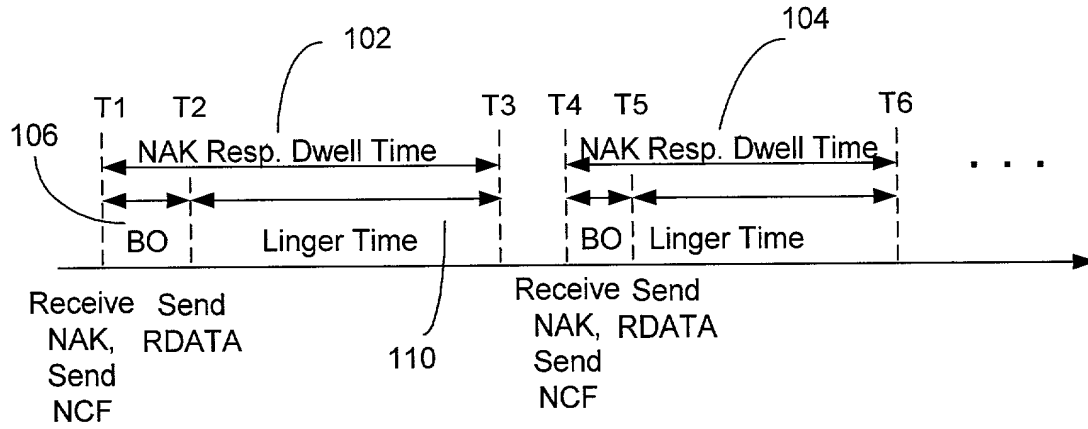 102
104
T1 T2 T3 T4 T5 T6
106
NAK Resp. Dwell Time
NAK Resp. Dwell Time
. . .
BO
Linger Time
BO
Linger Time
Receive
NAK,
Send
NCF
Send
RDATA
110
Receive
NAK,
Send
NCF
Send
RDATA